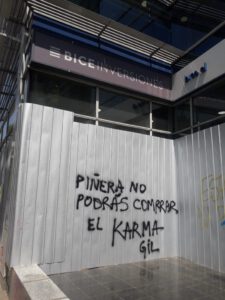 BICE INVERSIONES
PIÑERA NO
PODRÁS COMPRAR
EL KARMA
GIL